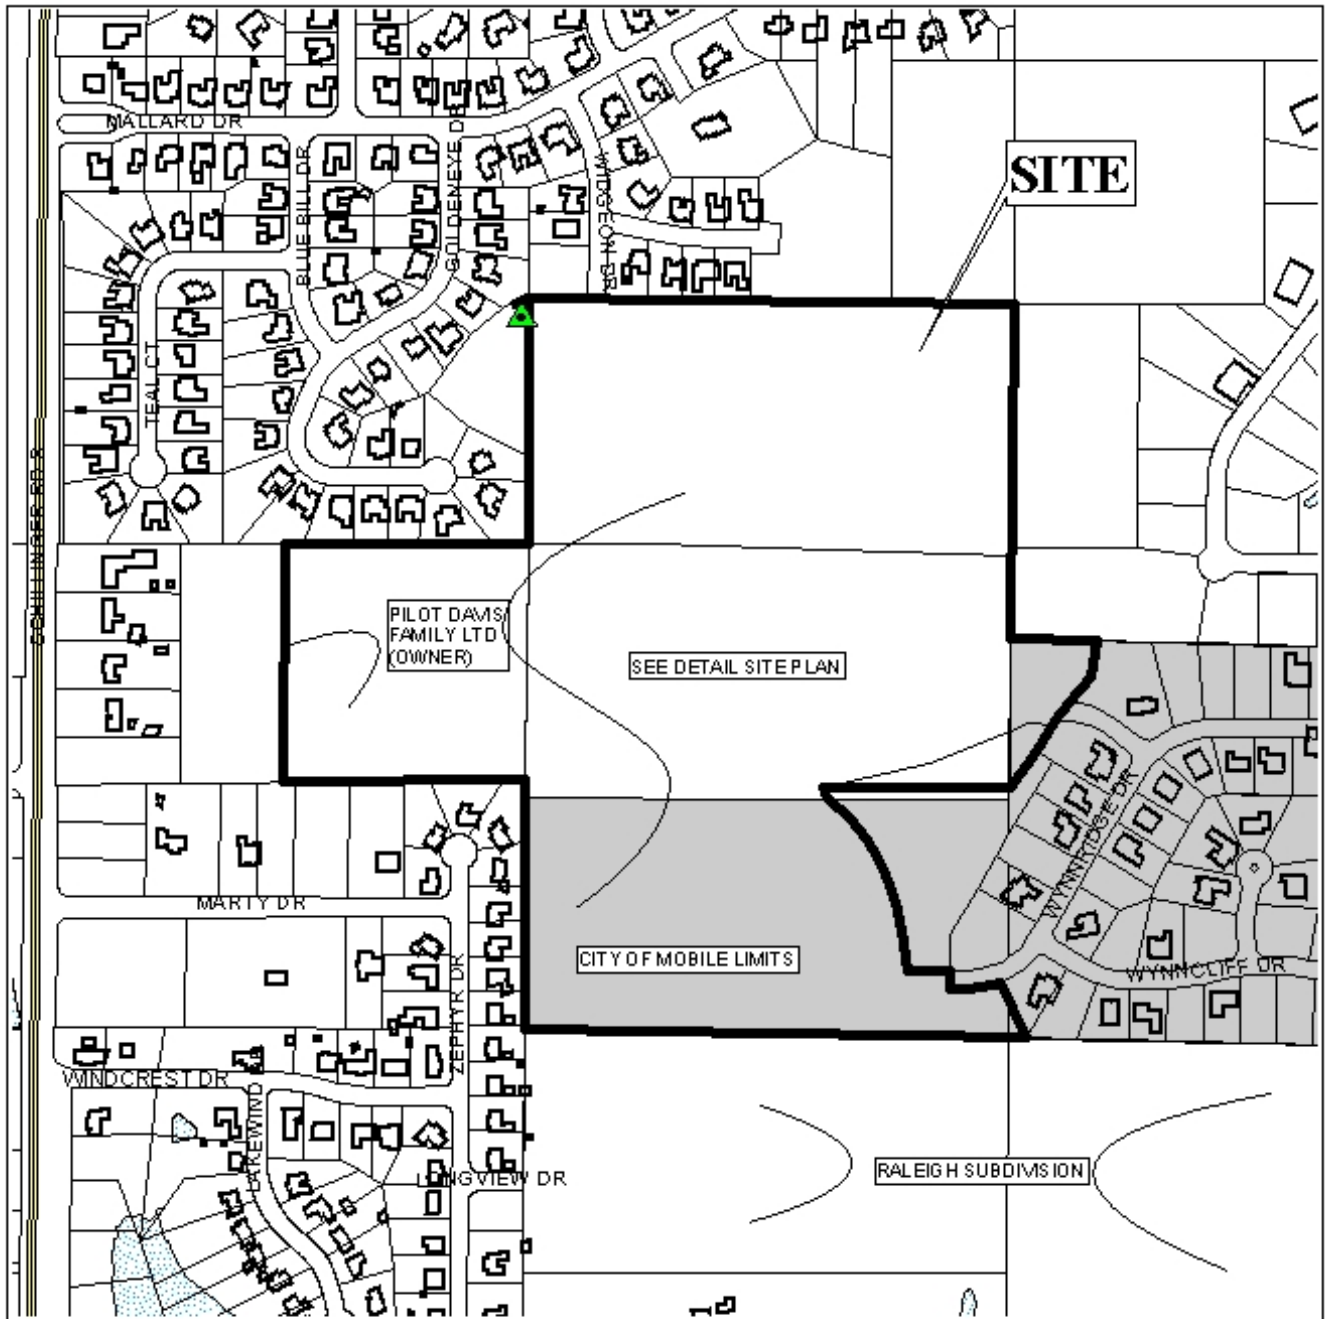 MALLARD DR
SITE
BLUE BILL DR
GOLDENEYE DR
WIDGEON DR
TEAL CT
SCHILLINGER RD S
PILOT DAVIS
FAMILY LTD
(OWNER)
SEE DETAIL SITE PLAN
WYNNRIDGE DR
MARTY DR
CITY OF MOBILE LIMITS
WYNNCLIFF DR
ZEPHYR DR
WINDCREST DR
RALEIGH SUBDIVISION
LONGVIEW DR